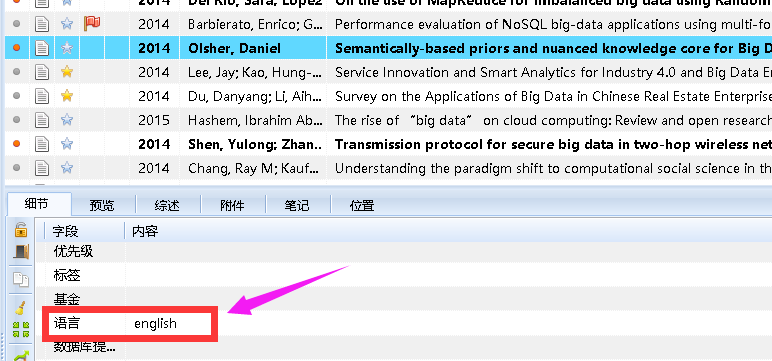 Del Rio, Sara; Lopez On the use of MapReduce for imbalanced big data using Random
2014 Barbierato, Enrico; G... Performance evaluation of NoSQL big-data applications using multi-fo
2014 Olsher, Daniel Semantically-based priors and nuanced knowledge core for Big D
2014 Lee, Jay; Kao, Hung-... Service Innovation and Smart Analytics for Industry 4.0 and Big Data E
2014 Du, Danyang; Li, Aih... Survey on the Applications of Big Data in Chinese Real Estate Enterprise
2015 Hashem, Ibrahim Ab... The rise of “big data” on cloud computing: Review and open research
2014 Shen, Yulong; Zhan... Transmission protocol for secure big data in two-hop wireless net
2014 Chang, Ray M; Kauf... Understanding the paradigm shift to computational social science in th
细节 预览 综述 附件 笔记 位置
字段 内容
优先级
标签
基金
语言 english
数据库提...